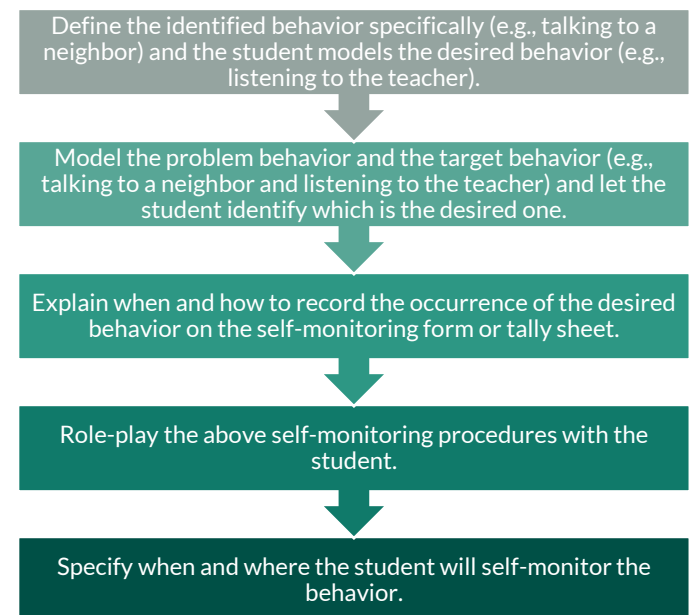 Define the identified behavior specifically (e.g., talking to a
neighbor) and the student models the desired behavior (e.g.,
listening to the teacher).
Model the problem behavior and the target behavior (e.g.,
talking to a neighbor and listening to the teacher) and let the
student identify which is the desired one.
Explain when and how to record the occurrence of the desired
behavior on the self-monitoring form or tally sheet.
Role-play the above self-monitoring procedures with the
student.
Specify when and where the student will self-monitor the
behavior.